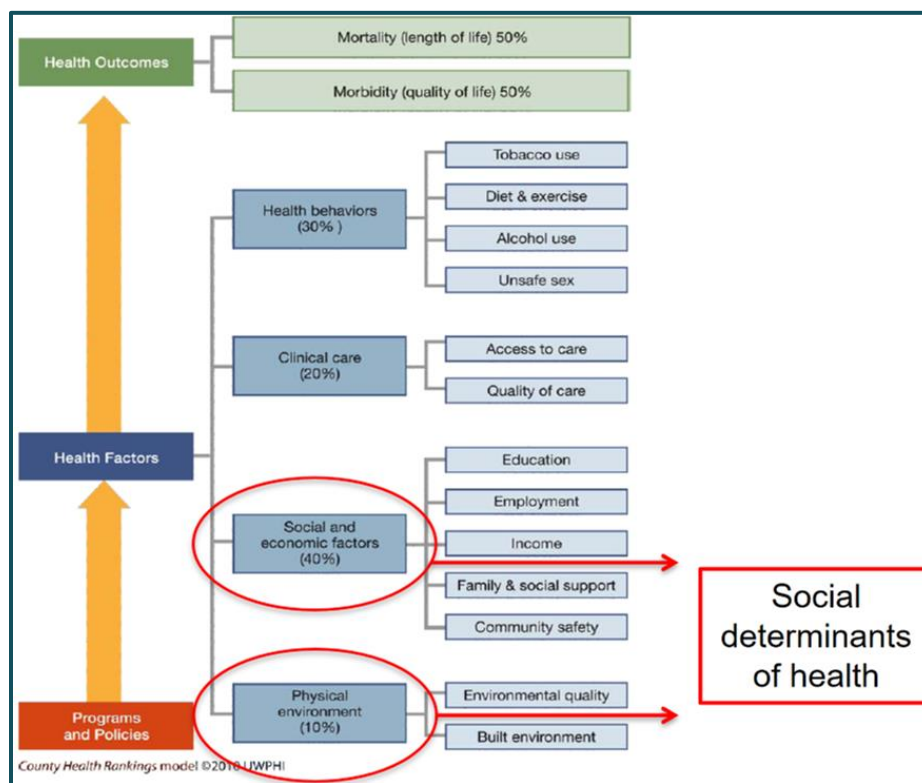 Mortality (length of life) 50%
Health Outcomes
Morbidity (quality of life) 50%
Tobacco use
Health behaviors
(30% )
Diet & exercise
Alcohol use
Unsafe sex
Clinical care
(20%)
Access to care
Quality of care
Health Factors
Social and
economic factors
(40%)
Education
Employment
Income
Family & social support
Community safety
Social
determinants
of health
Physical
environment
(10%)
Environmental quality
Built environment
Programs
and Policies
County Health Rankings model ©2010 UWPHI